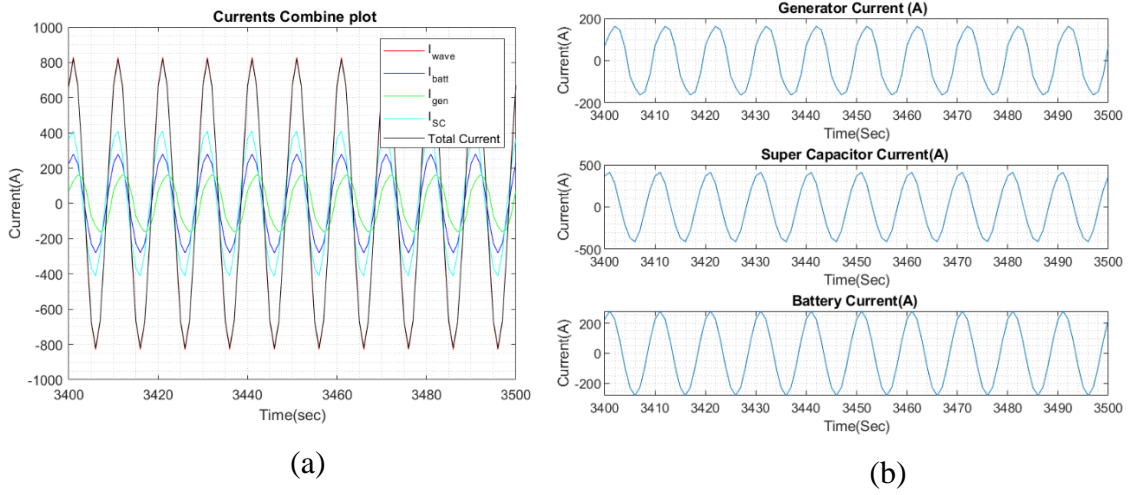 Currents Combine plot
1000
800
600
400
200
0
-200
-400
-600
-800
-1000
Current(A)
3400 3420 3440 3460 3480 3500
Time(sec)
I_wave
I_batt
I_gen
I_SC
Total Current
(a)
Generator Current (A)
200
0
-200
Current(A)
3400 3410 3420 3430 3440 3450 3460 3470 3480 3490 3500
Time(Sec)
Super Capacitor Current(A)
500
0
-500
Current(A)
3400 3410 3420 3430 3440 3450 3460 3470 3480 3490 3500
Time(Sec)
Battery Current(A)
200
0
-200
Current(A)
3400 3410 3420 3430 3440 3450 3460 3470 3480 3490 3500
Time(Sec)
(b)